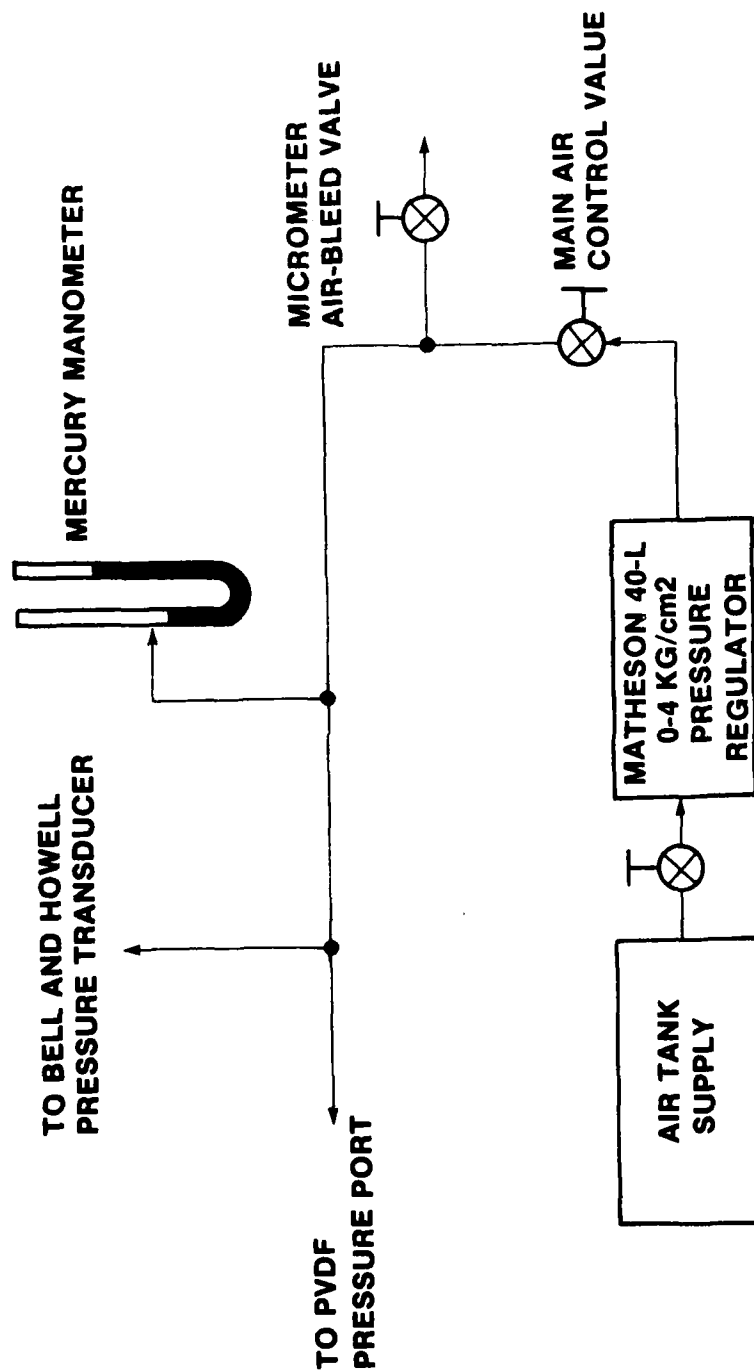 MERCURY MANOMETER
TO BELL AND HOWELL
PRESSURE TRANSDUCER
MICROMETER
AIR-BLEED VALVE
TO PVDF
PRESSURE PORT
MAIN AIR
CONTROL VALUE
AIR TANK
SUPPLY
MATHESON 40-L
0-4 KG/cm2
PRESSURE
REGULATOR